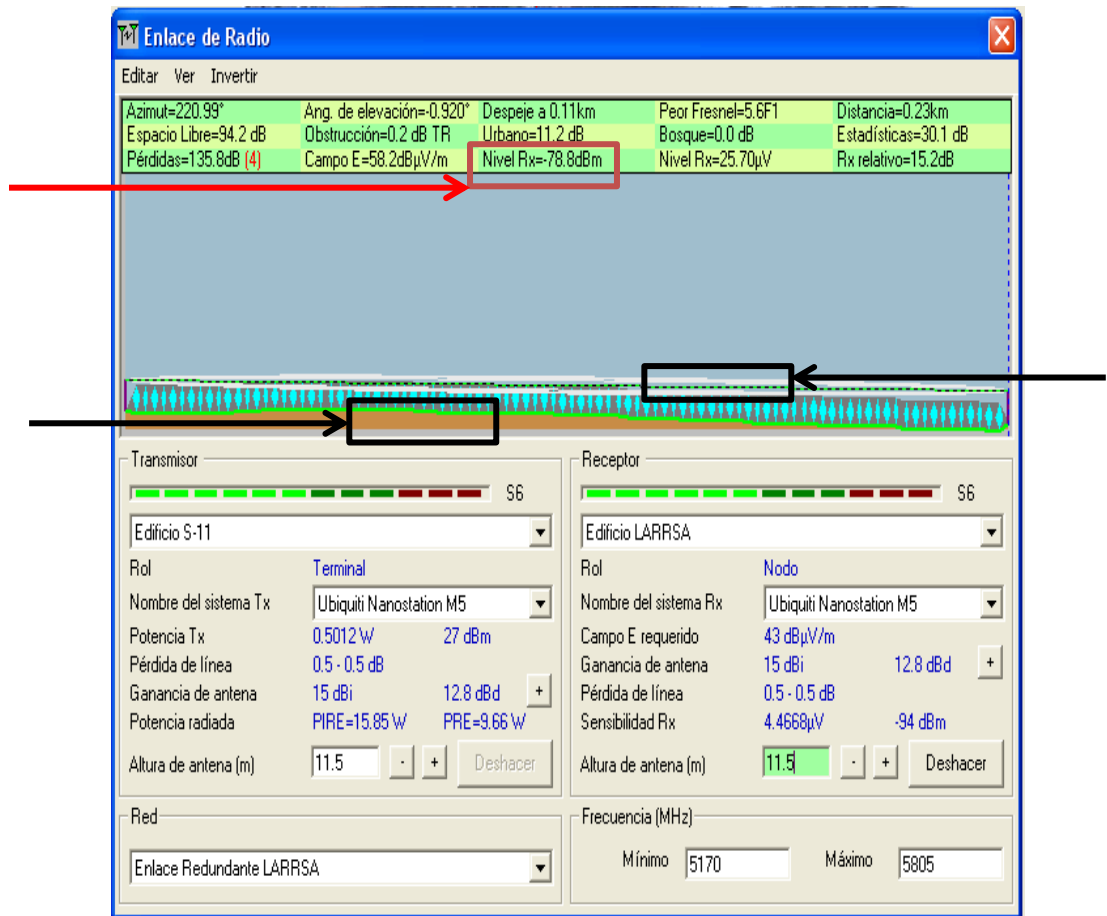 Enlace de Radio
Editar Ver Invertir
Azimut=220.99° Ang. de elevación=-0.920° Despeje a 0.11km Peor Fresnel=5.6F1 Distancia=0.23km
Espacio Libre=94.2 dB Obstrucción=0.2 dB TR Urbano=11.2 dB Bosque=0.0 dB Estadísticas=30.1 dB
Pérdidas=135.8dB (4) Campo E=58.2dBμV/m Nivel Rx=-78.8dBm Nivel Rx=25.70μV Rx relativo=15.2dB
Transmisor
S6
Edificio S-11
Rol Terminal
Nombre del sistema Tx Ubiquiti Nanostation M5
Potencia Tx 0.5012 W 27 dBm
Pérdida de línea 0.5 - 0.5 dB
Ganancia de antena 15 dBi 12.8 dBd +
Potencia radiada PIRE=15.85 W PRE=9.66 W
Altura de antena (m) 11.5 - + Deshacer
Red
Enlace Redundante LARRSA
Receptor
S6
Edificio LARRSA
Rol Nodo
Nombre del sistema Rx Ubiquiti Nanostation M5
Campo E requerido 43 dBμV/m
Ganancia de antena 15 dBi 12.8 dBd +
Pérdida de línea 0.5 - 0.5 dB
Sensibilidad Rx 4.4668μV -94 dBm
Altura de antena (m) 11.5 - + Deshacer
Frecuencia (MHz)
Mínimo 5170 Máximo 5805